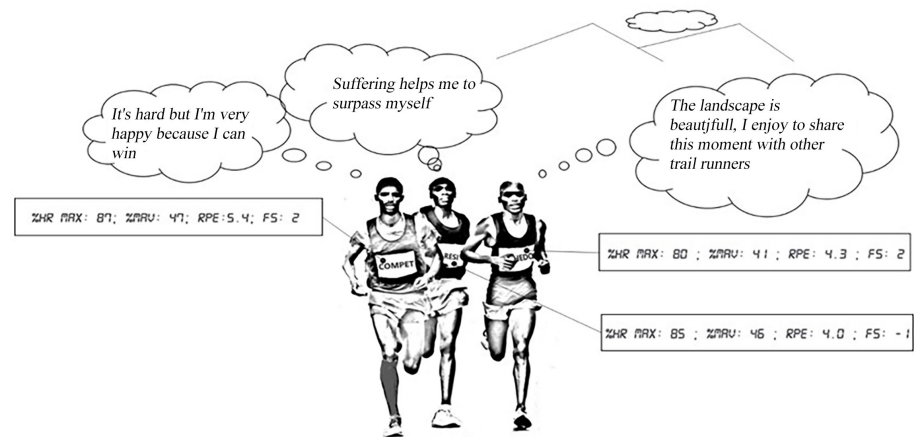 It's hard but I'm very
happy because I can
win
Suffering helps me to
surpass myself
The landscape is
beautjfull, I enjoy to share
this moment with other
trail runners
%HR MAX: 87; %MAV: 47; RPE:5.4; FS: 2
%HR MAX: 80 ; %MAV: 41 ; RPE: 4.3 ; FS: 2
%HR MAX: 85 ; %MAV: 46 ; RPE: 4.0 ; FS: -1
COMPET
RESI
EDO